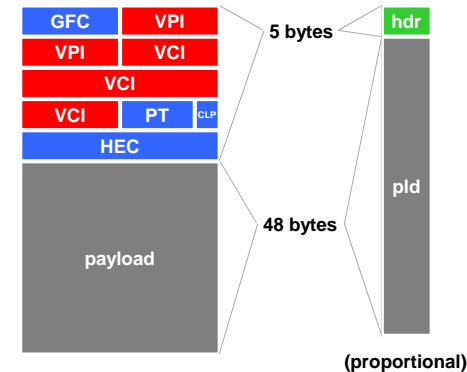 GFC VPI
VPI VCI
VCI
VCI PT CLP
HEC
payload
5 bytes
48 bytes
hdr
pld
(proportional)